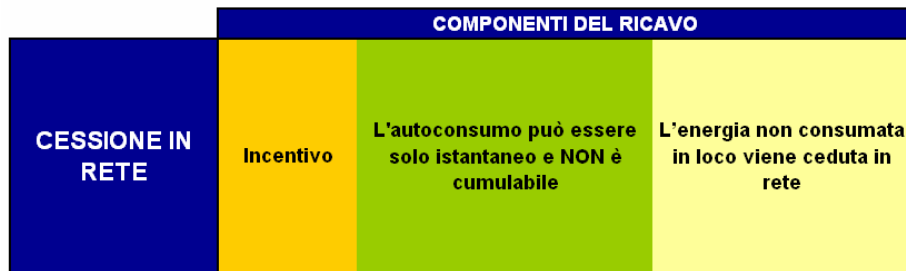 COMPONENTI DEL RICAVO
CESSIONE IN
RETE
Incentivo
L'autoconsumo può essere
solo istantaneo e NON è
cumulabile
L'energia non consumata
in loco viene ceduta in
rete